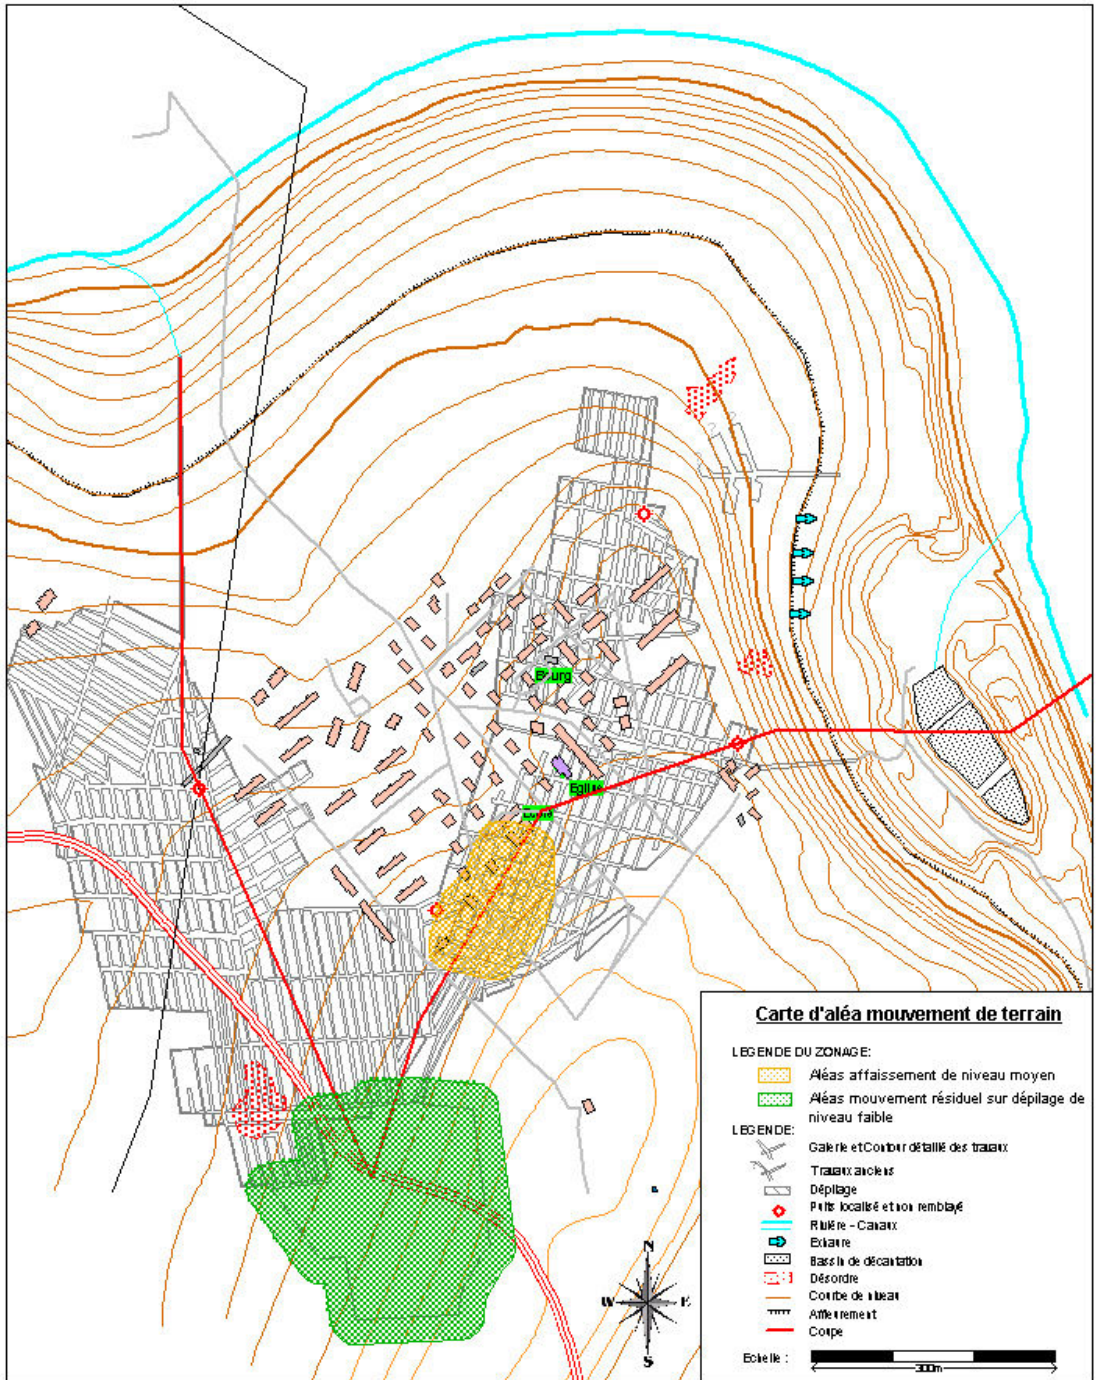 Bourg
Eglise
Carte d'aléa mouvement de terrain
LEGENDE DU ZONAGE:
Aléas affaissement de niveau moyen
Aléas mouvement résiduel sur dépilage de
niveau faible
LEGENDE:
Galerie et Contour détaillé des travaux
Travaux anciens
Dépilage
Puits localisé et non remblayé
Rivière - Canaux
Exhaure
Bassin de décantation
Désordre
Courbe de niveau
Affleurement
Coupe
Echelle :
300m
N
W E
S